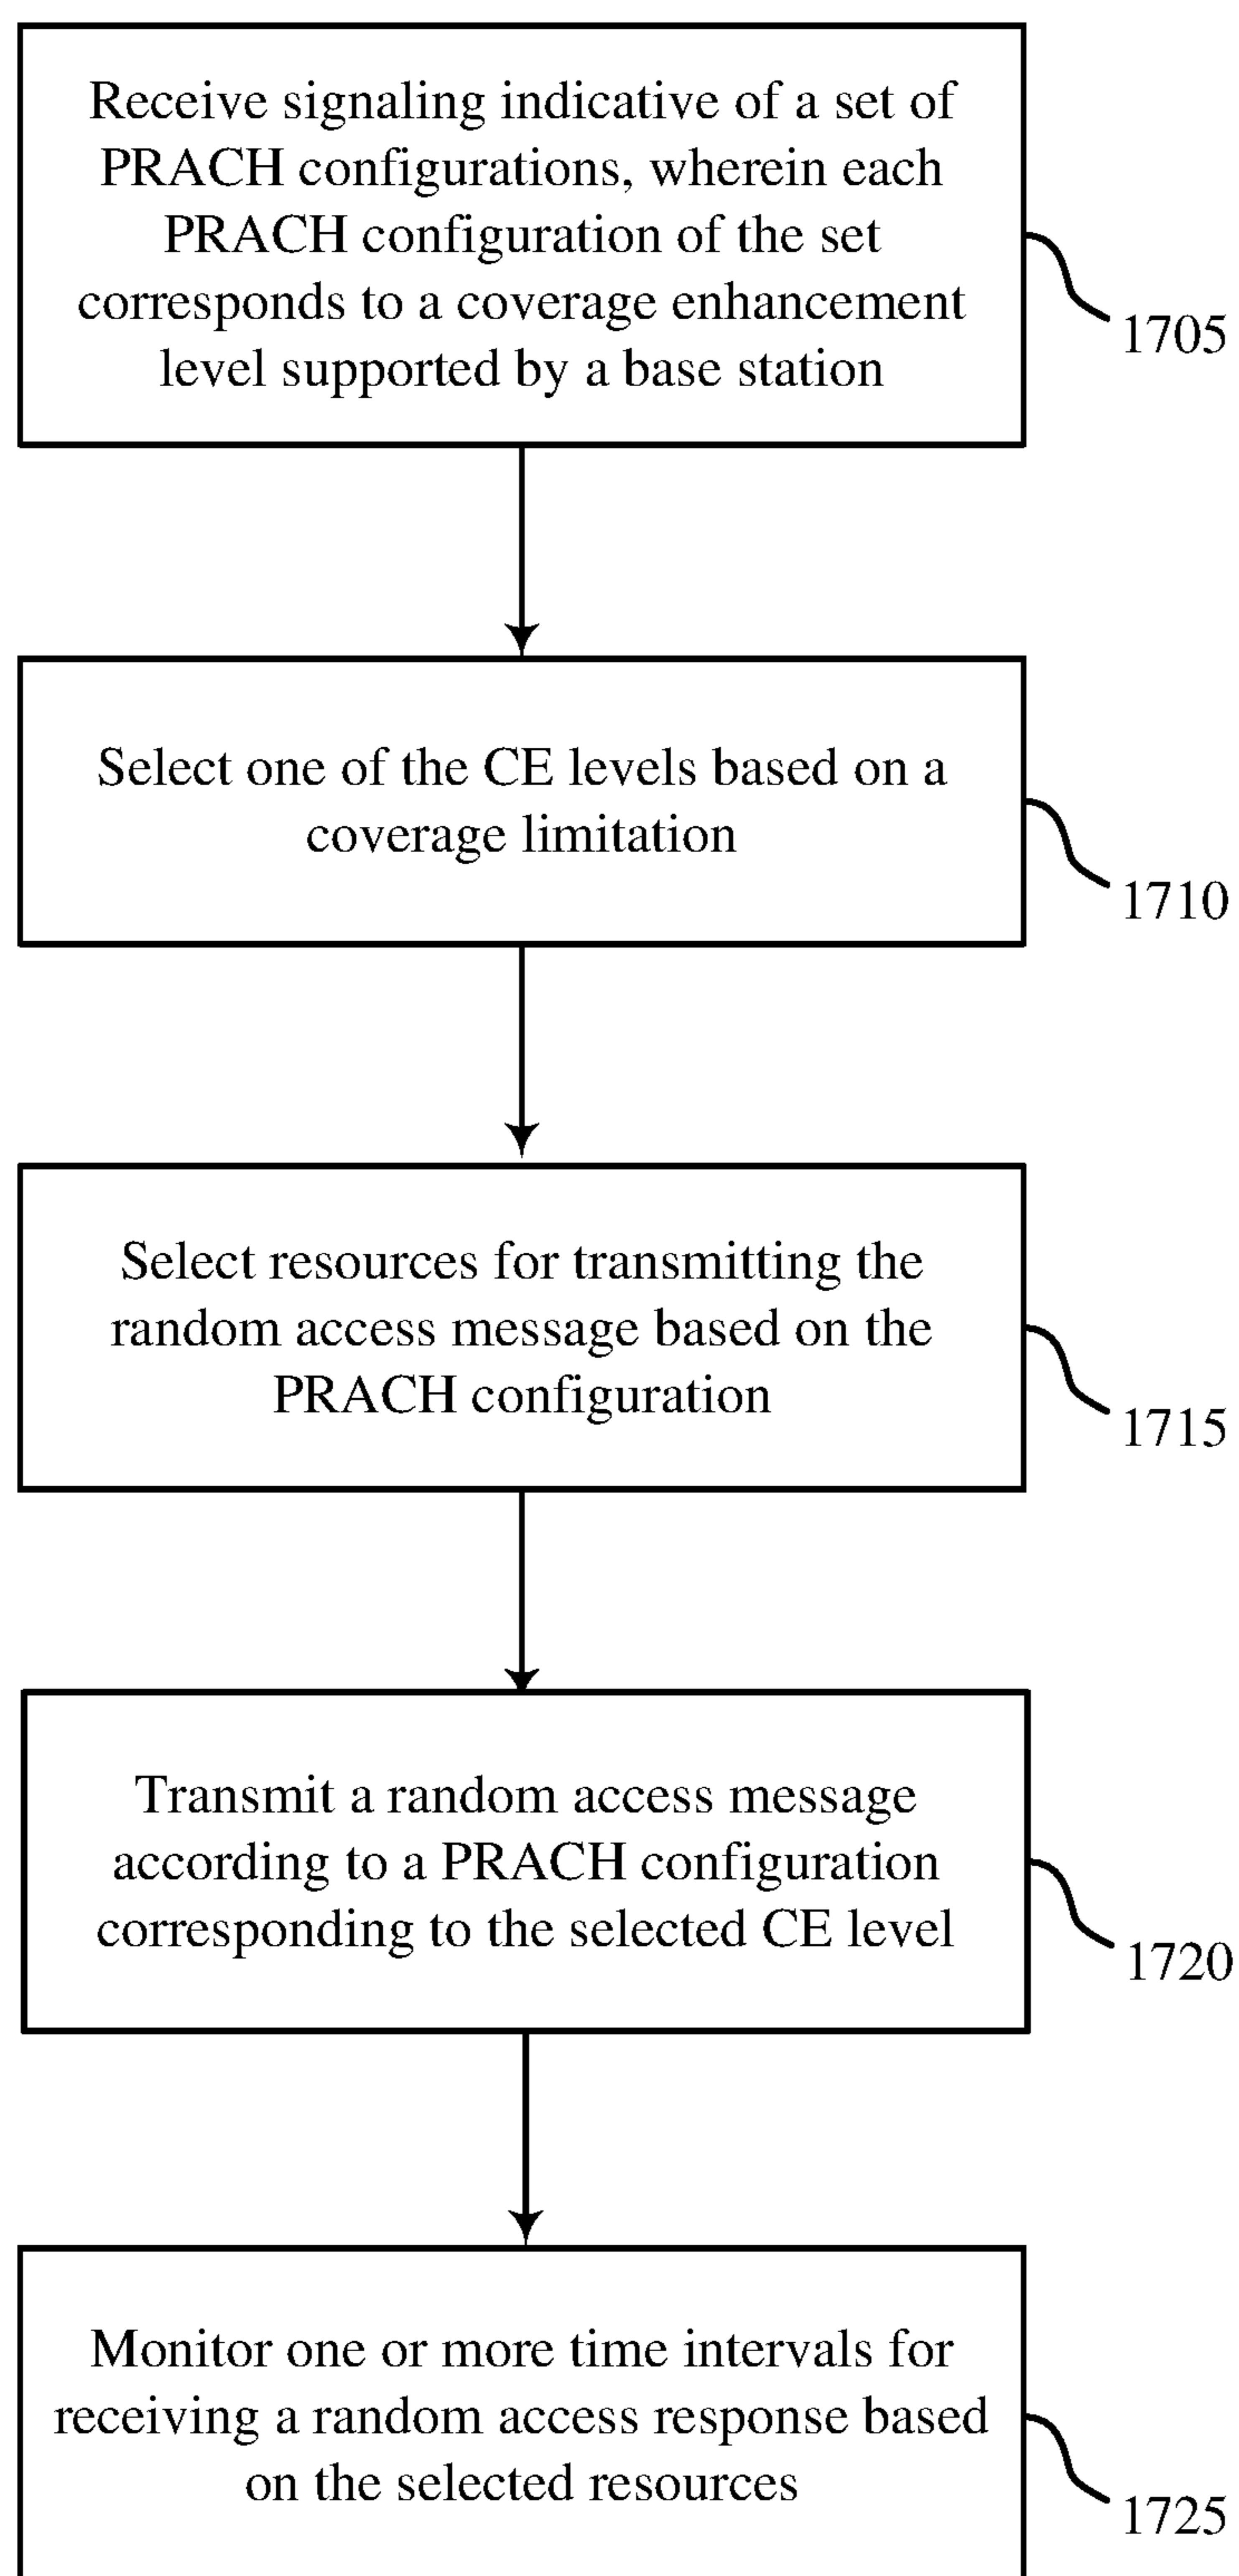 Receive signaling indicative of a set of
PRACH configurations, wherein each
PRACH configuration of the set
corresponds to a coverage enhancement
level supported by a base station
1705
Select one of the CE levels based on a
coverage limitation
1710
Select resources for transmitting the
random access message based on the
PRACH configuration
1715
Transmit a random access message
according to a PRACH configuration
corresponding to the selected CE level
1720
Monitor one or more time intervals for
receiving a random access response based
on the selected resources
1725